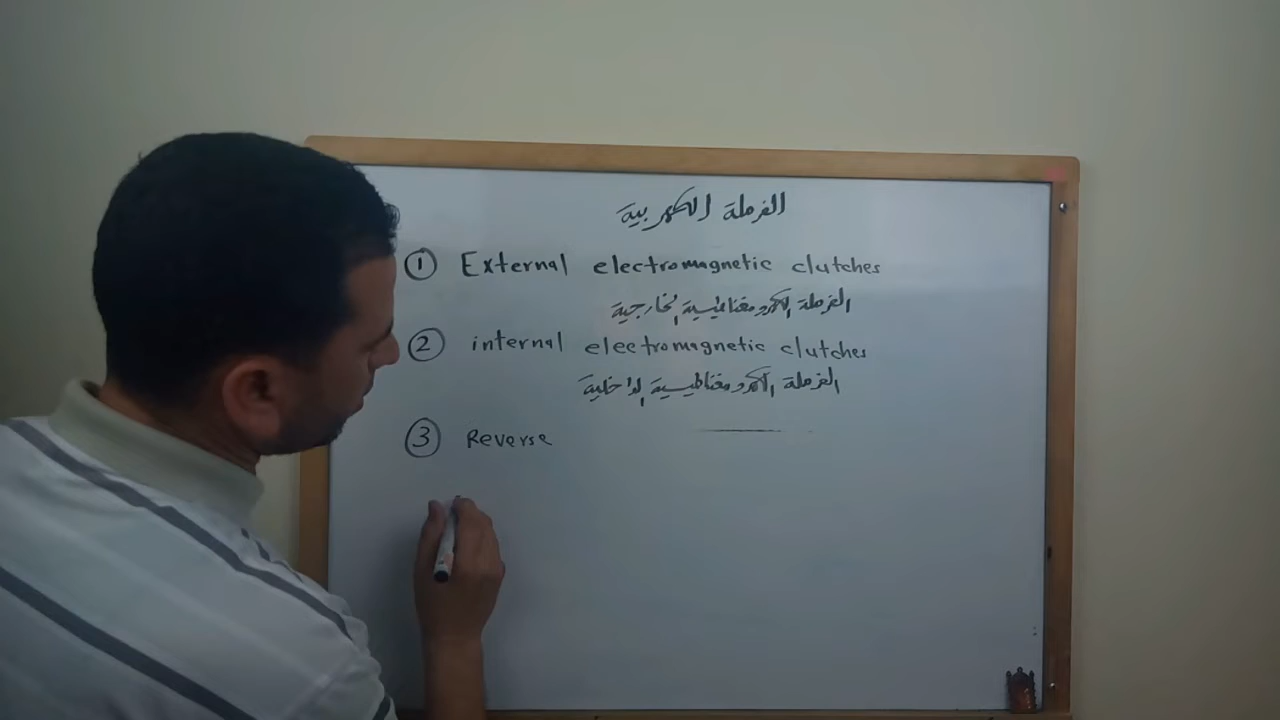 الفرملة الكهربية
① External electromagnetic clutches
الفرملة الكهرومغناطيسية الخارجية
② internal electromagnetic clutches
الفرملة الكهرومغناطيسية الداخلية
③ Reverse